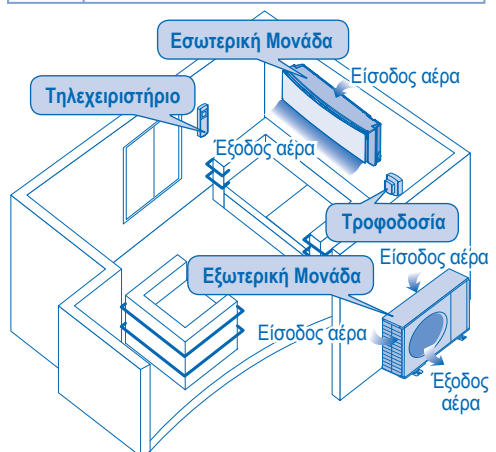 Εσωτερική Μονάδα
Είσοδος αέρα
Τηλεχειριστήριο
Έξοδος αέρα
Τροφοδοσία
Είσοδος αέρα
Εξωτερική Μονάδα
Είσοδος αέρα
Έξοδος
αέρα